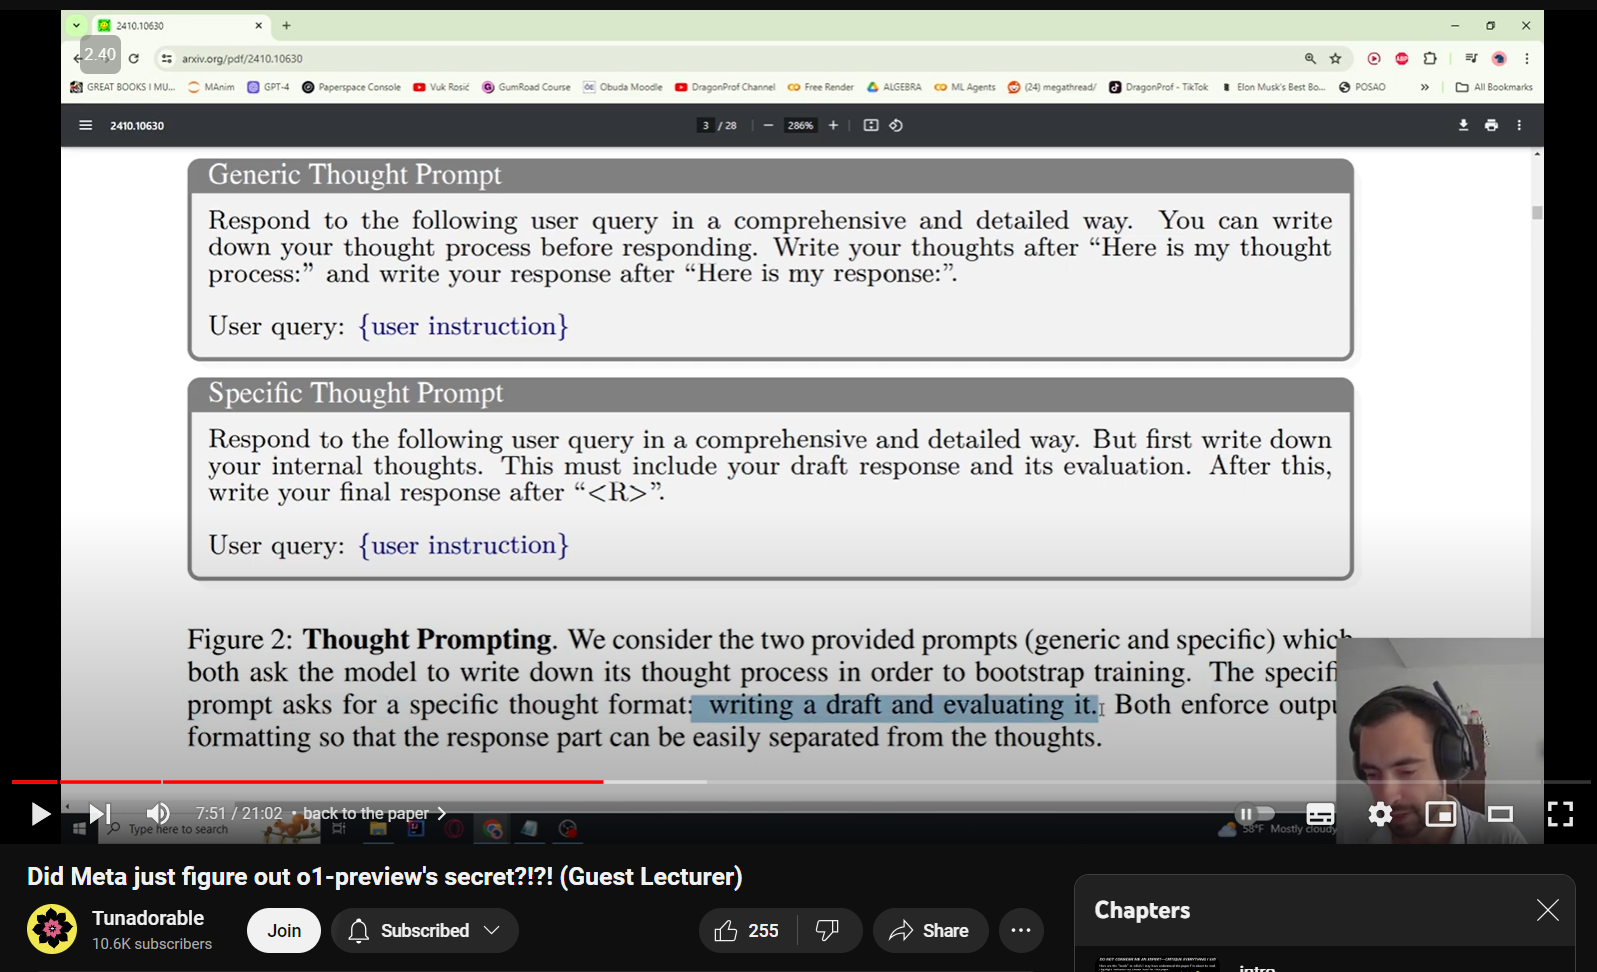 2410.10630
2.40
arxiv.org/pdf/2410.10630
GREAT BOOKS I MU... MAnim GPT-4 Paperspace Console Vuk Rosić GumRoad Course Obuda Moodle DragonProf Channel Free Render ALGEBRA ML Agents (24) megathread/ DragonProf - TikTok Elon Musk's Best Bo... POSAO » All Bookmarks
2410.10630 3 / 28 286%
Generic Thought Prompt
Respond to the following user query in a comprehensive and detailed way. You can write
down your thought process before responding. Write your thoughts after “Here is my thought
process:” and write your response after “Here is my response:”.
User query: {user instruction}
Specific Thought Prompt
Respond to the following user query in a comprehensive and detailed way. But first write down
your internal thoughts. This must include your draft response and its evaluation. After this,
write your final response after “<R>”.
User query: {user instruction}
Figure 2: Thought Prompting. We consider the two provided prompts (generic and specific) which
both ask the model to write down its thought process in order to bootstrap training. The specifi
prompt asks for a specific thought format: writing a draft and evaluating it. Both enforce outpu
formatting so that the response part can be easily separated from the thoughts.
7:51 / 21:02 • back to the paper
Type here to search
58°F Mostly cloudy
Did Meta just figure out o1-preview's secret?!?! (Guest Lecturer)
Tunadorable
10.6K subscribers
Join
Subscribed
255
Share
Chapters
intro